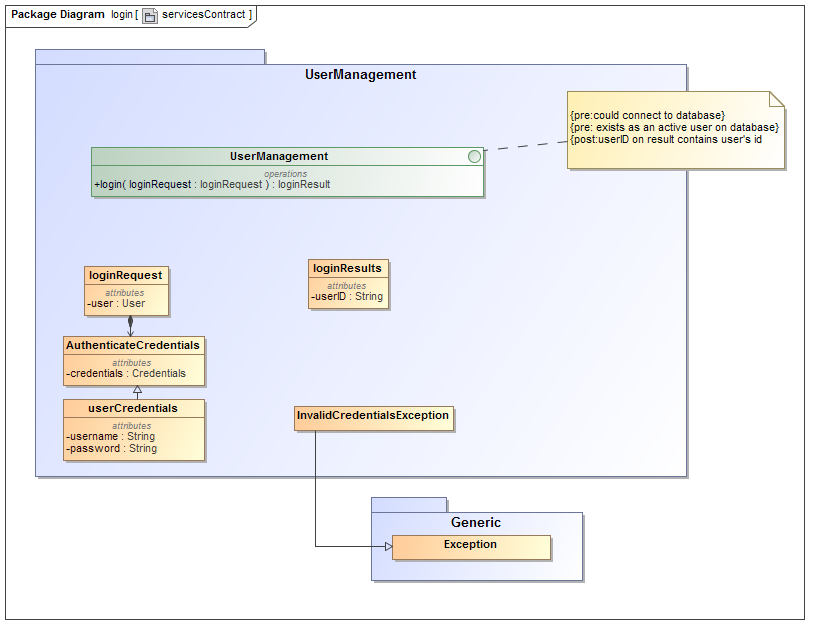 Package Diagram login [ servicesContract ]
UserManagement
{pre:could connect to database}
{pre: exists as an active user on database}
{post:userID on result contains user's id
UserManagement
operations
+login( loginRequest : loginRequest ) : loginResult
loginRequest
attributes
-user : User
loginResults
attributes
-userID : String
AuthenticateCredentials
attributes
-credentials : Credentials
userCredentials
attributes
-username : String
-password : String
InvalidCredentialsException
Generic
Exception